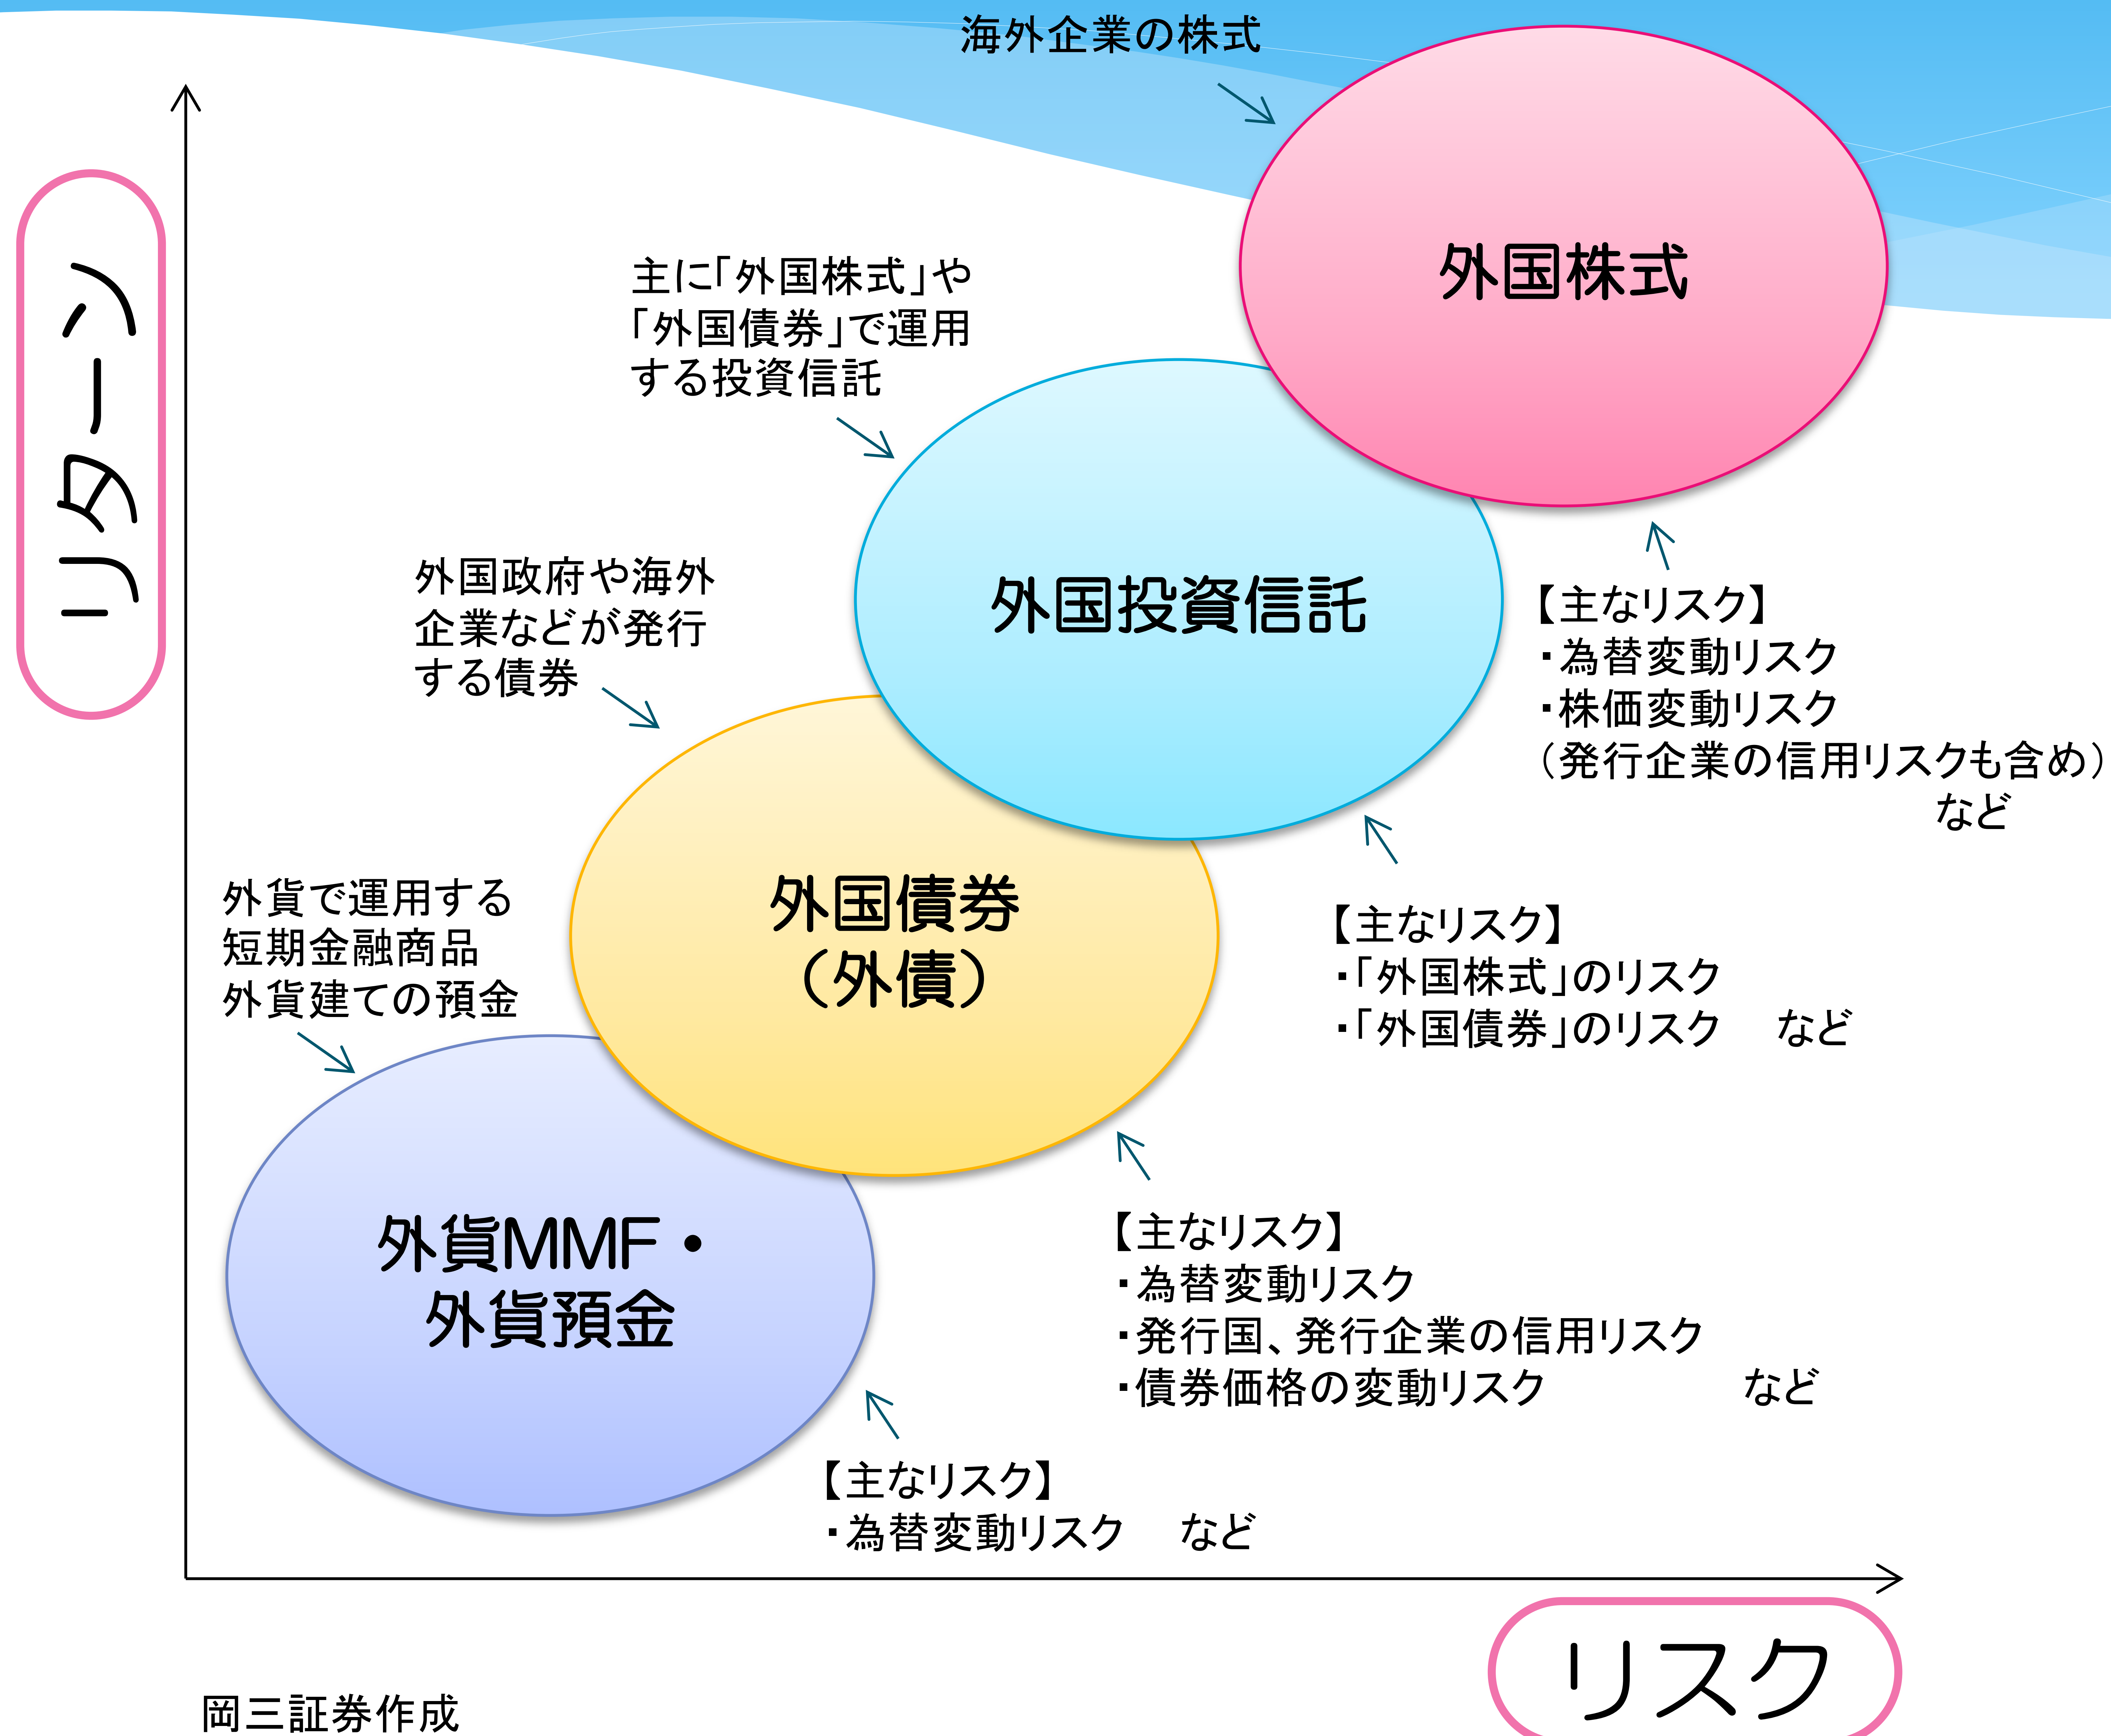 海外企業の株式
外国株式
リターン
主に「外国株式」や
「外国債券」で運用
する投資信託
外国投資信託
【主なリスク】
・為替変動リスク
・株価変動リスク
（発行企業の信用リスクも含め）
など
外国政府や海外
企業などが発行
する債券
外国債券
（外債）
【主なリスク】
・「外国株式」のリスク
・「外国債券」のリスク　など
外貨で運用する
短期金融商品
外貨建ての預金
外貨MMF・
外貨預金
【主なリスク】
・為替変動リスク
・発行国、発行企業の信用リスク
・債券価格の変動リスク　など
【主なリスク】
・為替変動リスク　など
リスク
岡三証券作成